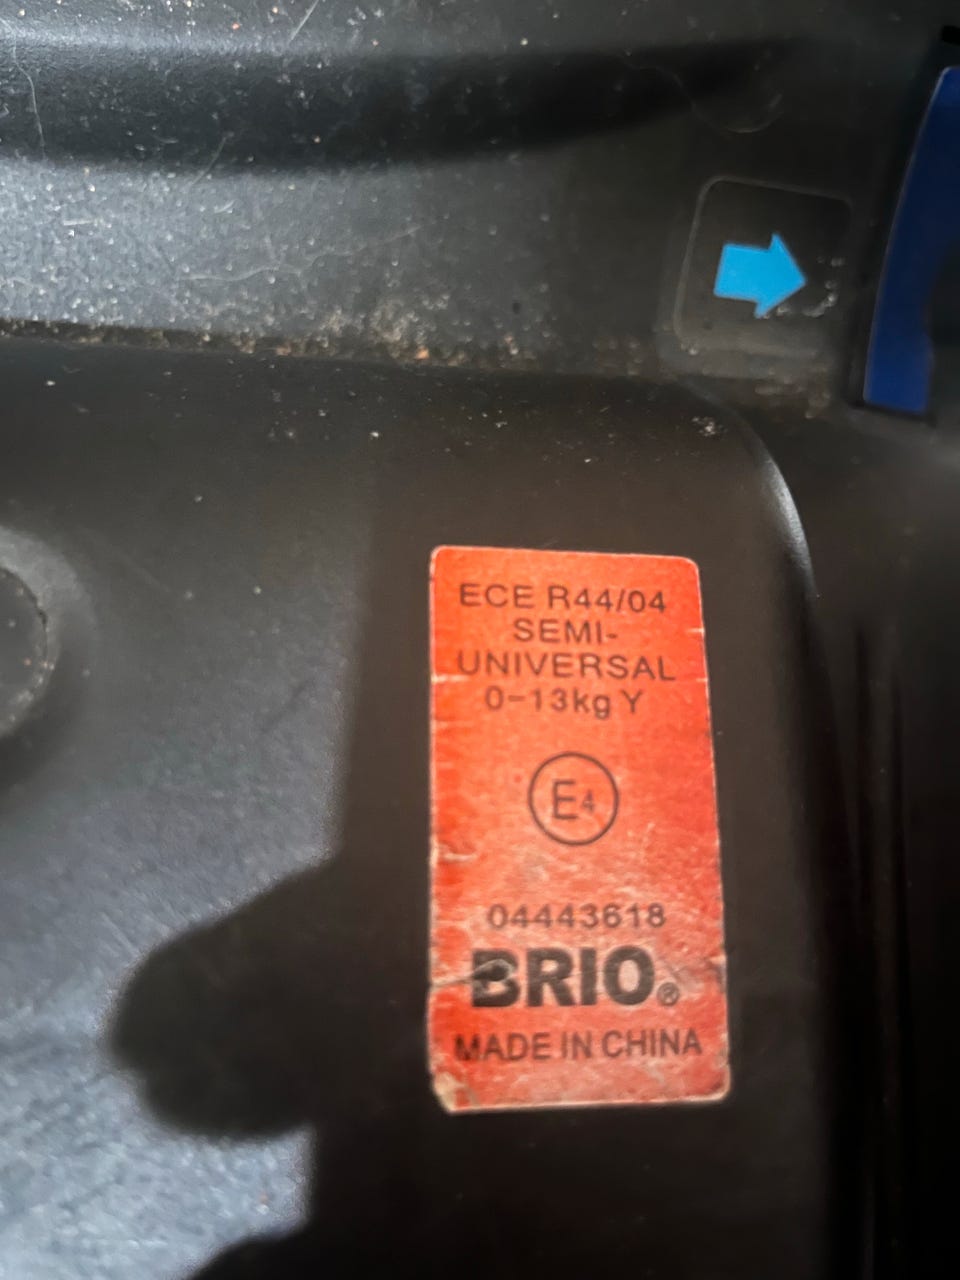 ECE R44/04
SEMI-
UNIVERSAL
0-13kg Y
E4
04443618
BRIO®
MADE IN CHINA